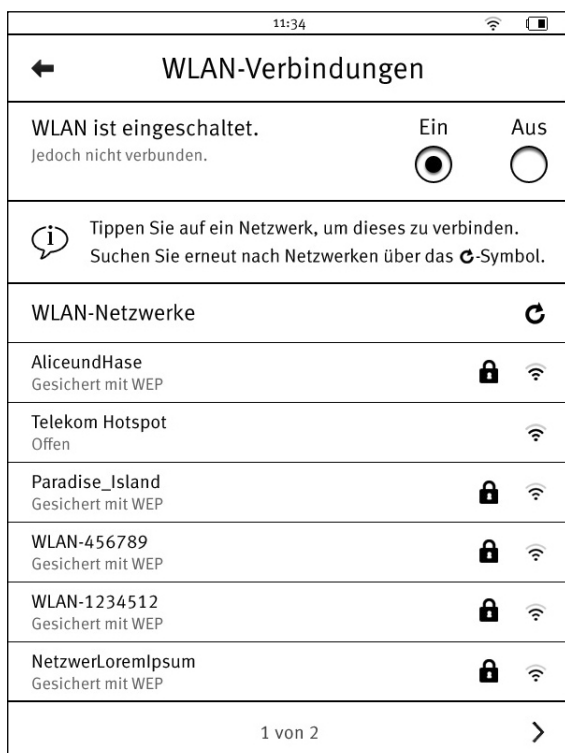 11:34
WLAN-Verbindungen
WLAN ist eingeschaltet.
Jedoch nicht verbunden.
Ein
Aus
Tippen Sie auf ein Netzwerk, um dieses zu verbinden.
Suchen Sie erneut nach Netzwerken über das -Symbol.
WLAN-Netzwerke
AliceundHase
Gesichert mit WEP
Telekom Hotspot
Offen
Paradise_Island
Gesichert mit WEP
WLAN-456789
Gesichert mit WEP
WLAN-1234512
Gesichert mit WEP
NetzwerLoremIpsum
Gesichert mit WEP
1 von 2